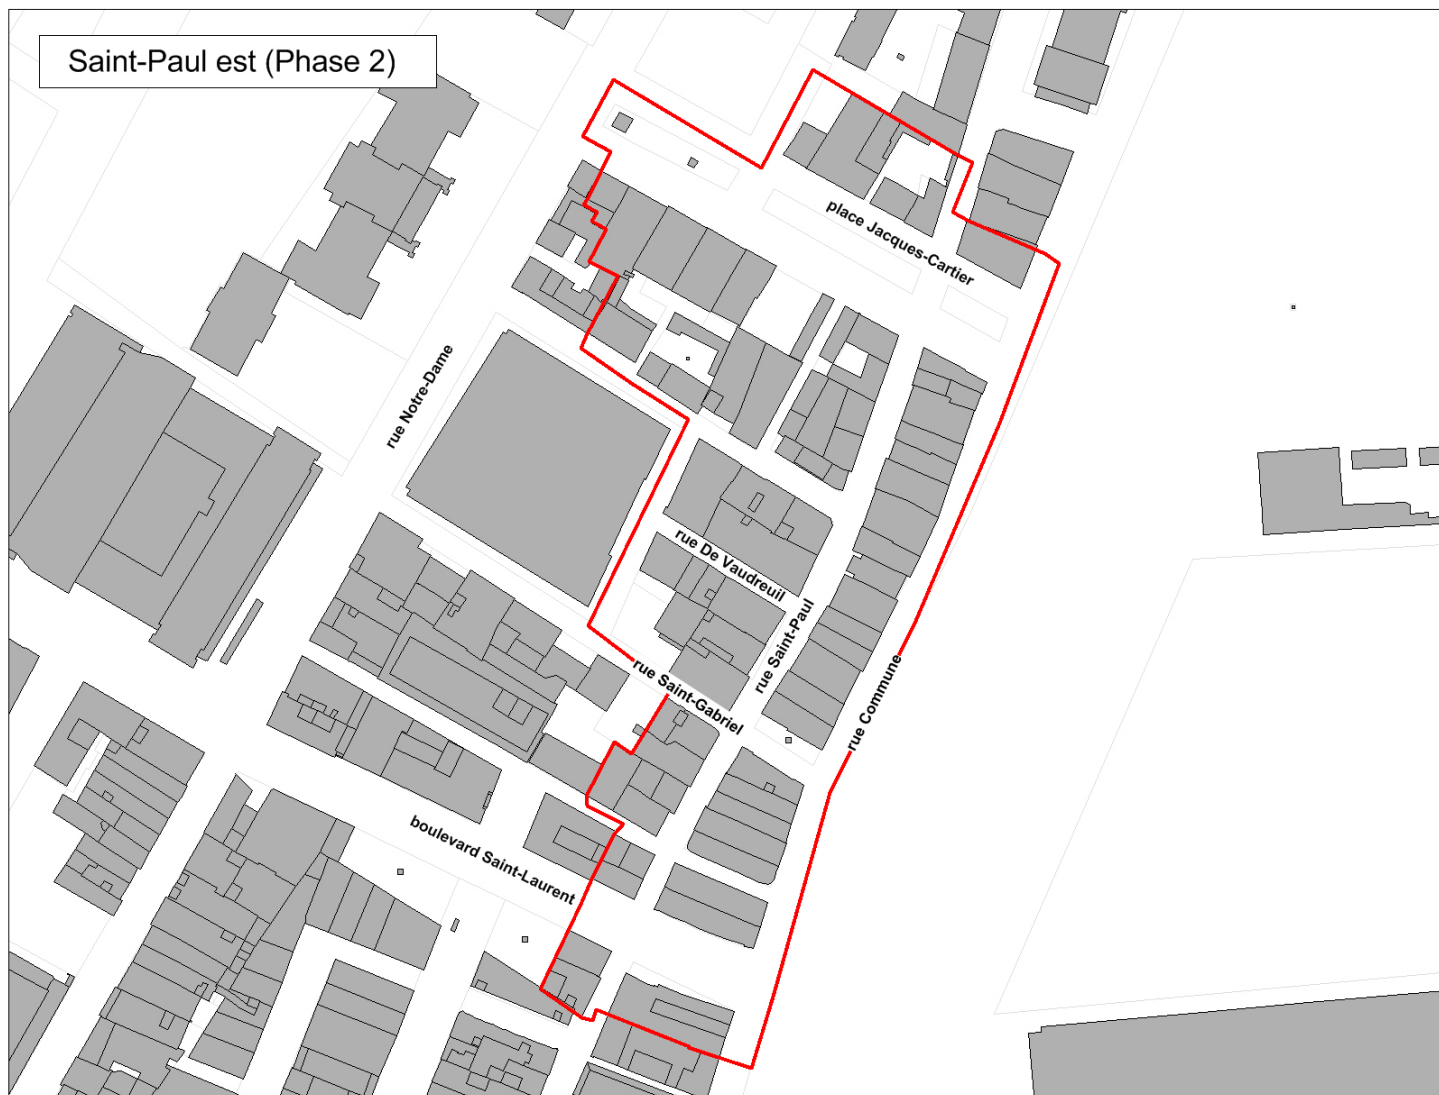 Saint-Paul est (Phase 2)
place Jacques-Cartier
rue Notre-Dame
rue De Vaudreuil
rue Saint-Paul
rue Saint-Gabriel
rue Commune
boulevard Saint-Laurent